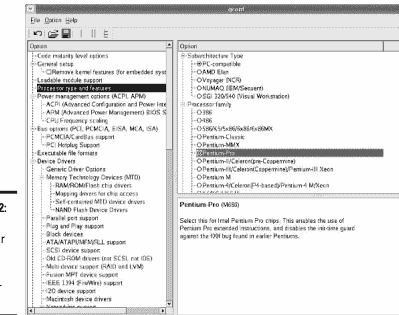 qconf
File Option Help
Option
Code maturity level options
General setup
Remove kernel features (for embedded syst
Loadable module support
Processor type and features
Power management options (ACPI, APM)
ACPI (Advanced Configuration and Power Inte
APM (Advanced Power Management) BIOS S
CPU Frequency scaling
Bus options (PCI, PCMCIA, EISA, MCA, ISA)
PCMCIA/CardBus support
PCI Hotplug Support
Executable file formats
Device Drivers
Generic Driver Options
Memory Technology Devices (MTD)
RAM/ROM/Flash chip drivers
Mapping drivers for chip access
Self-contained MTD device drivers
NAND Flash Device Drivers
Parallel port support
Plug and Play support
Block devices
ATA/ATAPI/MFM/RLL support
SCSI device support
Old CD-ROM drivers (not SCSI, not IDE)
Multi-device support (RAID and LVM)
Fusion MPT device support
IEEE 1394 (FireWire) support
I2O device support
Macintosh device drivers
Networking support
Option
Subarchitecture Type
PC-compatible
AMD Elan
Voyager (NCR)
NUMAQ (IBM/Sequent)
SGI 320/540 (Visual Workstation)
Processor family
386
486
586/K5/5x86/6x86/6x86MX
Pentium-Classic
Pentium-MMX
Pentium-Pro
Pentium-II/Celeron(pre-Coppermine)
Pentium-III/Celeron(Coppermine)/Pentium-III Xeon
Pentium M
Pentium-4/Celeron(P4-based)/Pentium-4 M/Xeon
Pentium-Pro (M686)
Select this for Intel Pentium Pro chips. This enables the use of
Pentium Pro extended instructions, and disables the init-time guard
against the f00f bug found in earlier Pentiums.
2:
r